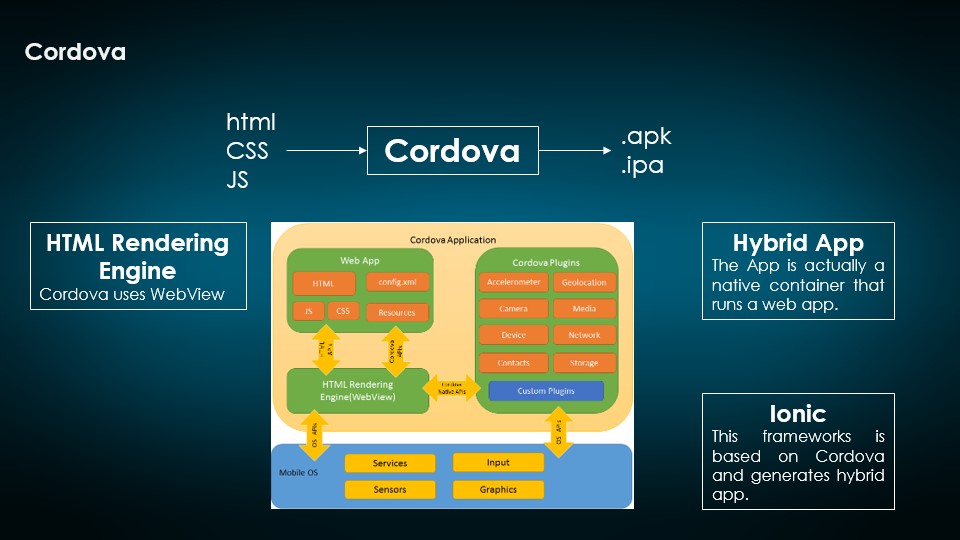 Cordova
html
CSS
JS
Cordova
.apk
.ipa
HTML Rendering
Engine
Cordova uses WebView
Cordova Application
Web App
HTML
config.xml
JS
CSS
Resources
Cordova
APIs
HTML Rendering
Engine(WebView)
Cordova
Native APIs
Cordova Plugins
Accelerometer
Geolocation
Camera
Media
Device
Network
Contacts
Storage
Custom Plugins
OS APIs
OS APIs
Mobile OS
Services
Input
Sensors
Graphics
Hybrid App
The App is actually a
native container that
runs a web app.
Ionic
This frameworks is
based on Cordova
and generates hybrid
app.